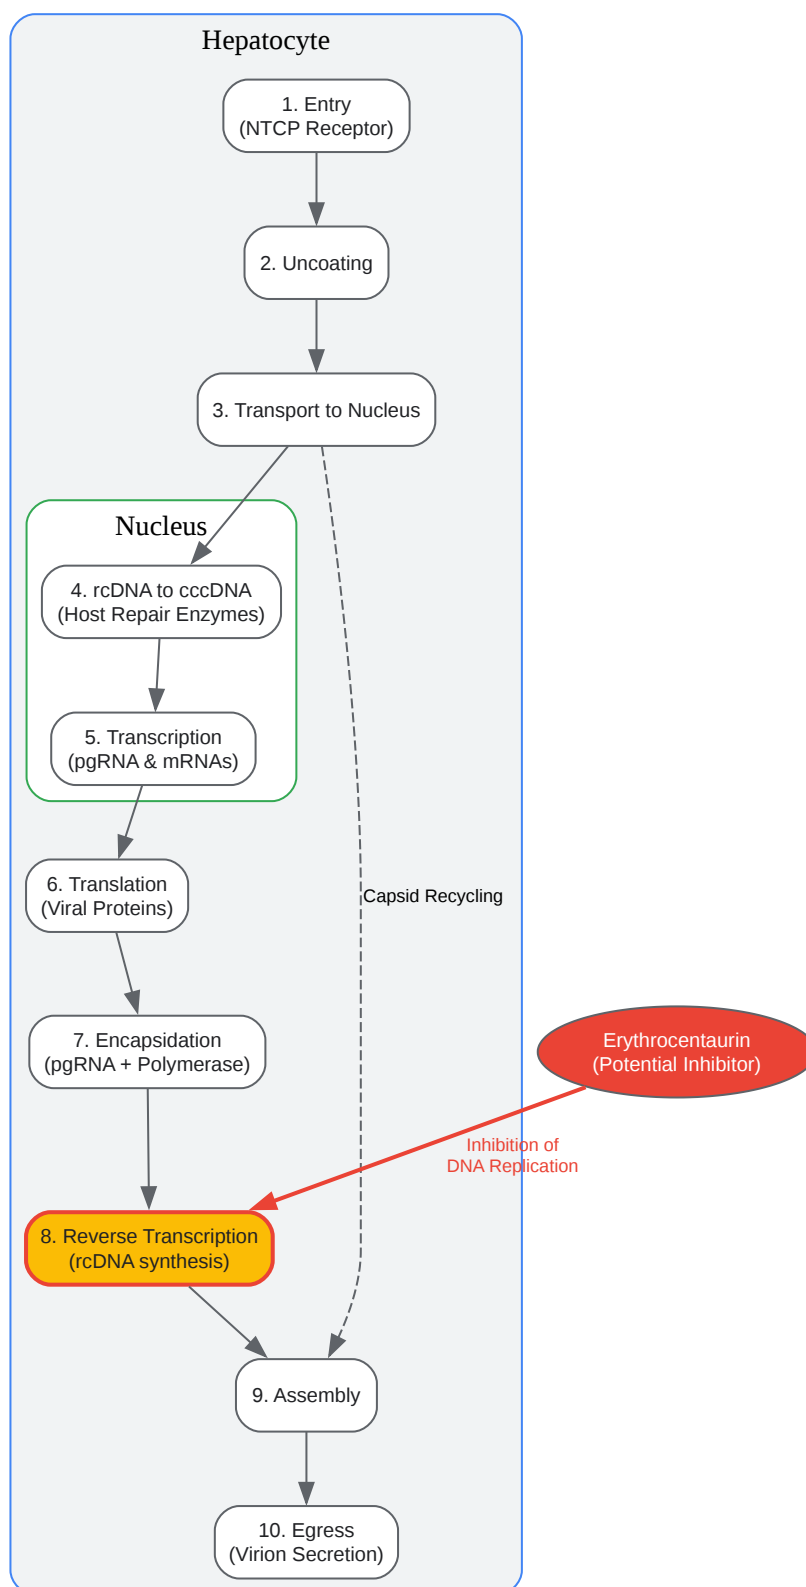 Hepatocyte
1. Entry
(NTCP Receptor)
2. Uncoating
3. Transport to Nucleus
Nucleus
4. rcDNA to cccDNA
(Host Repair Enzymes)
5. Transcription
(pgRNA & mRNAs)
6. Translation
(Viral Proteins)
Capsid Recycling
7. Encapsidation
(pgRNA + Polymerase)
Erythrocentaurin
(Potential Inhibitor)
Inhibition of
DNA Replication
8. Reverse Transcription
(rcDNA synthesis)
9. Assembly
10. Egress
(Virion Secretion)